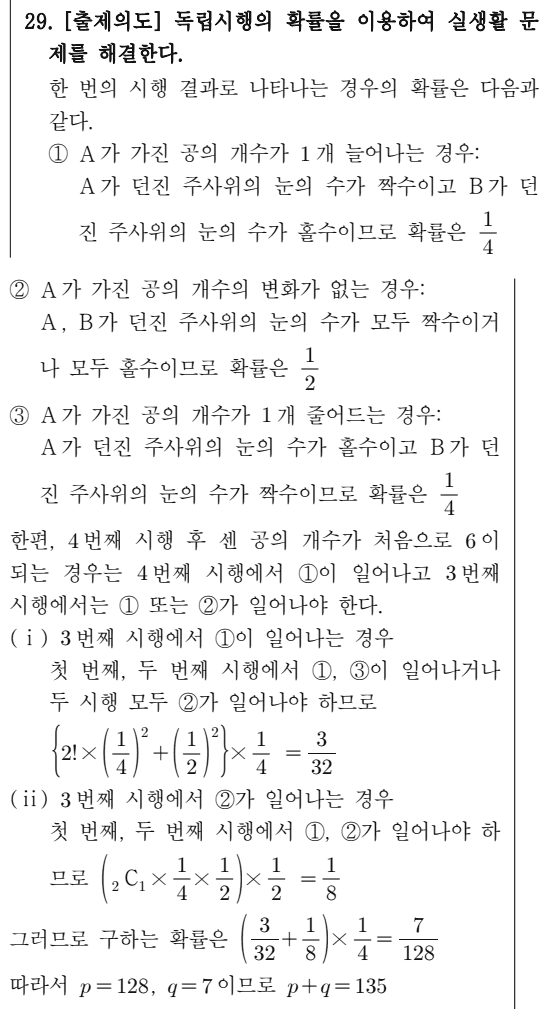 29. [출제의도] 독립시행의 확률을 이용하여 실생활 문
제를 해결한다.
한 번의 시행 결과로 나타나는 경우의 확률은 다음과
같다.
① A가 가진 공의 개수가 1개 늘어나는 경우:
A가 던진 주사위의 눈의 수가 짝수이고 B가 던
진 주사위의 눈의 수가 홀수이므로 확률은 1/4
② A가 가진 공의 개수의 변화가 없는 경우:
A, B가 던진 주사위의 눈의 수가 모두 짝수이거
나 모두 홀수이므로 확률은 1/2
③ A가 가진 공의 개수가 1개 줄어드는 경우:
A가 던진 주사위의 눈의 수가 홀수이고 B가 던
진 주사위의 눈의 수가 짝수이므로 확률은 1/4
한편, 4번째 시행 후 센 공의 개수가 처음으로 6이
되는 경우는 4번째 시행에서 ①이 일어나고 3번째
시행에서는 ① 또는 ②가 일어나야 한다.
(ⅰ) 3번째 시행에서 ①이 일어나는 경우
첫 번째, 두 번째 시행에서 ①, ③이 일어나거나
두 시행 모두 ②가 일어나야 하므로
{2!×(1/4)²+(1/2)²}×1/4 = 3/32
(ⅱ) 3번째 시행에서 ②가 일어나는 경우
첫 번째, 두 번째 시행에서 ①, ②가 일어나야 하
므로 (₂C₁×1/4×1/2)×1/2 = 1/8
그러므로 구하는 확률은 (3/32+1/8)×1/4 = 7/128
따라서 p=128, q=7이므로 p+q=135